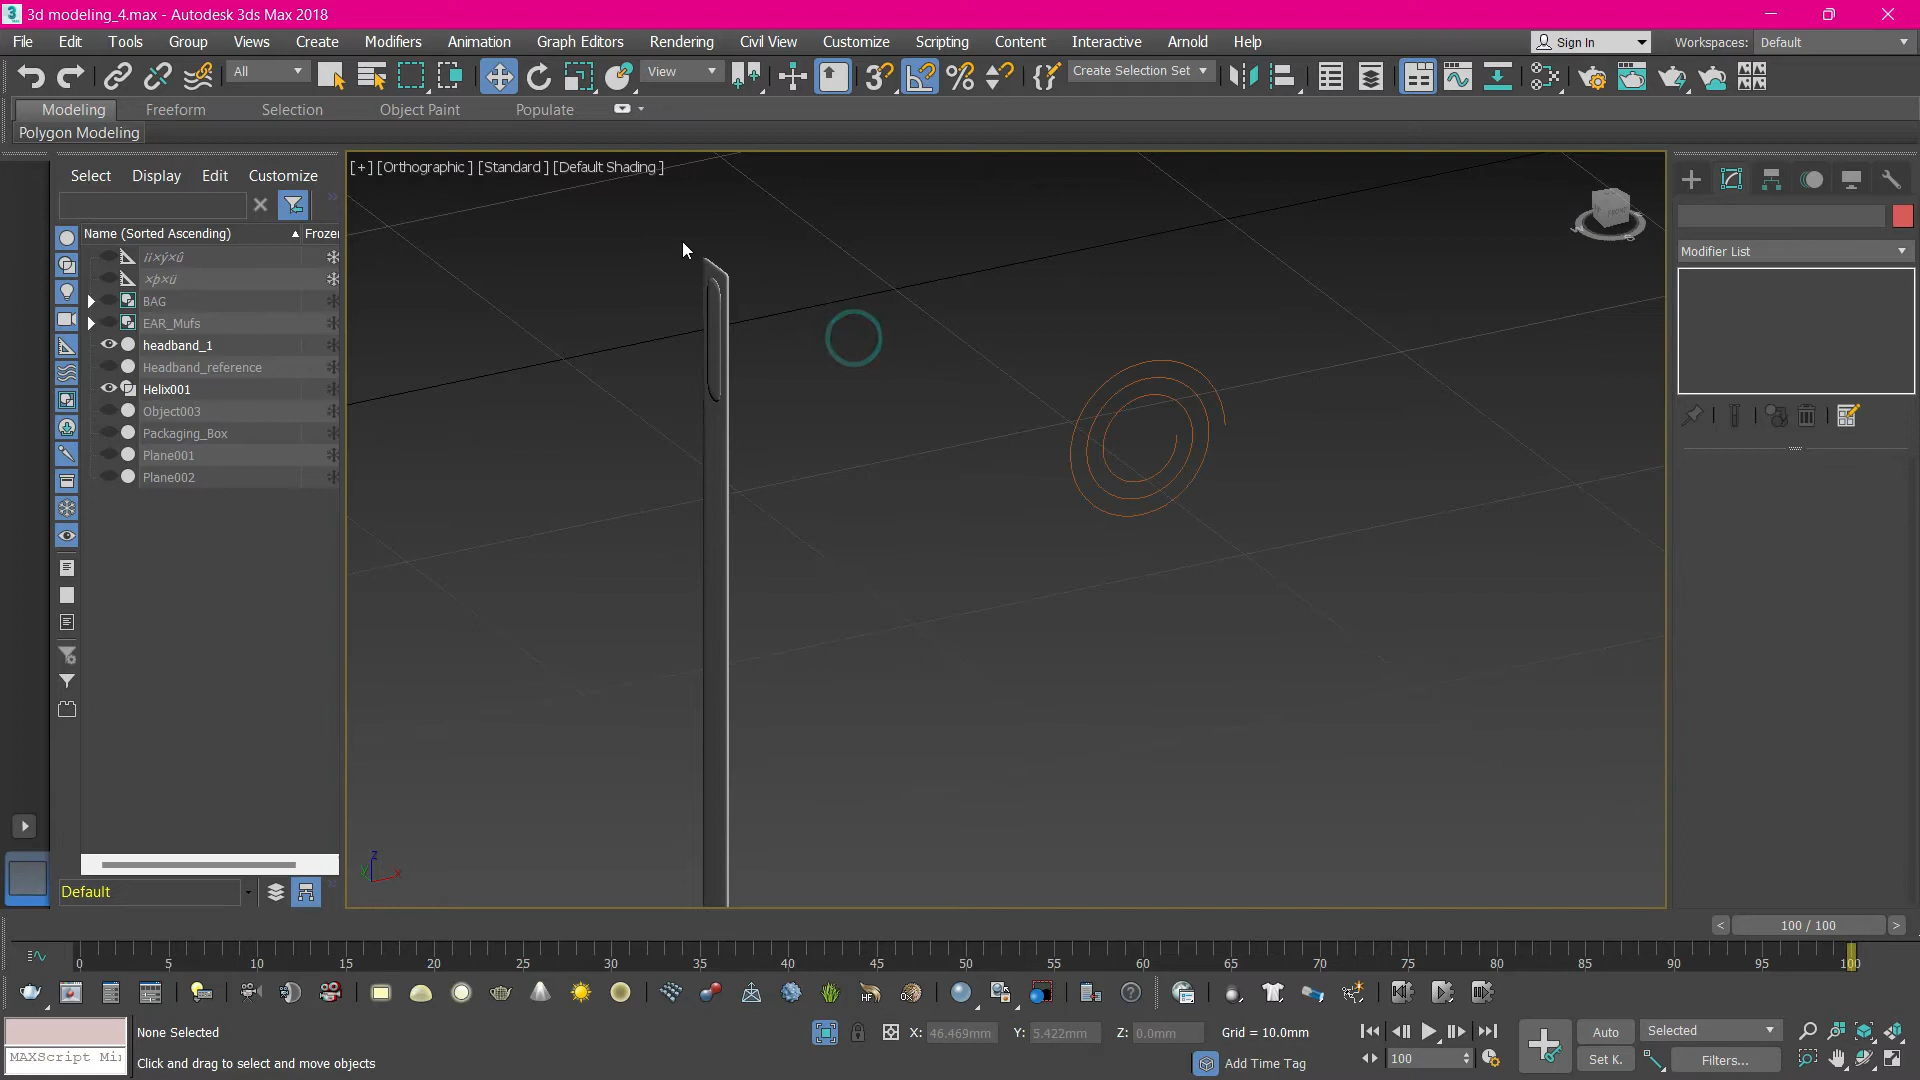 3d modeling_4.max - Autodesk 3ds Max 2018
File Edit Tools Group Views Create Modifiers Animation Graph Editors Rendering Civil View Customize Scripting Content Interactive Arnold Help Sign In Workspaces: Default
All View Create Selection Set
Modeling Freeform Selection Object Paint Populate
Polygon Modeling
Select Display Edit Customize
[+] [Orthographic ] [Standard ] [Default Shading ]
Name (Sorted Ascending) Frozen
Modifier List
BAG
EAR_Mufs
headband_1
Headband_reference
Helix001
Object003
Packaging_Box
Plane001
Plane002
FRONT
z
y x
Default
< 100 / 100 >
0 5 10 15 20 25 30 35 40 45 50 55 60 65 70 75 80 85 90 95 100
HF
None Selected X: 46.469mm Y: 5.422mm Z: 0.0mm Grid = 10.0mm Auto Selected
MAXScript Mi Click and drag to select and move objects Add Time Tag 100 Set K. Filters...